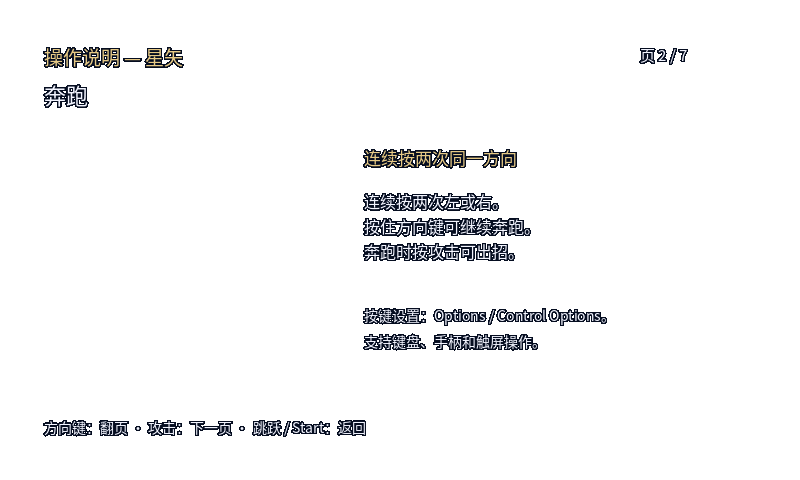 操作说明 — 星矢
页 2 / 7
奔跑
连续按两次同一方向
连续按两次左或右。
按住方向键可继续奔跑。
奔跑时按攻击可出招。
按键设置：Options / Control Options。
支持键盘、手柄和触屏操作。
方向键：翻页 · 攻击：下一页 · 跳跃 / Start：返回